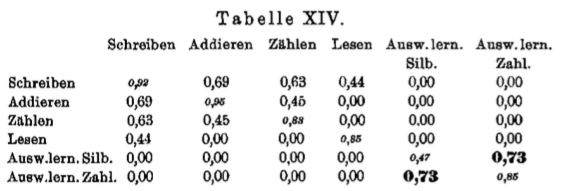 Tabelle XIV.
Schreiben Addieren Zählen Lesen Ausw.lern. Ausw.lern.
Silb. Zahl.
Schreiben 0,92 0,69 0,63 0,44 0,00 0,00
Addieren 0,69 0,95 0,45 0,00 0,00 0,00
Zählen 0,63 0,45 0,88 0,00 0.00 0,00
Lesen 0,44 0,00 0,00 0,85 0,00 0,00
Ausw.lern. Silb. 0,00 0,00 0,00 0,00 0,47 0,73
Ausw.lern. Zahl. 0,00 0,00 0,00 0,00 0,73 0,85